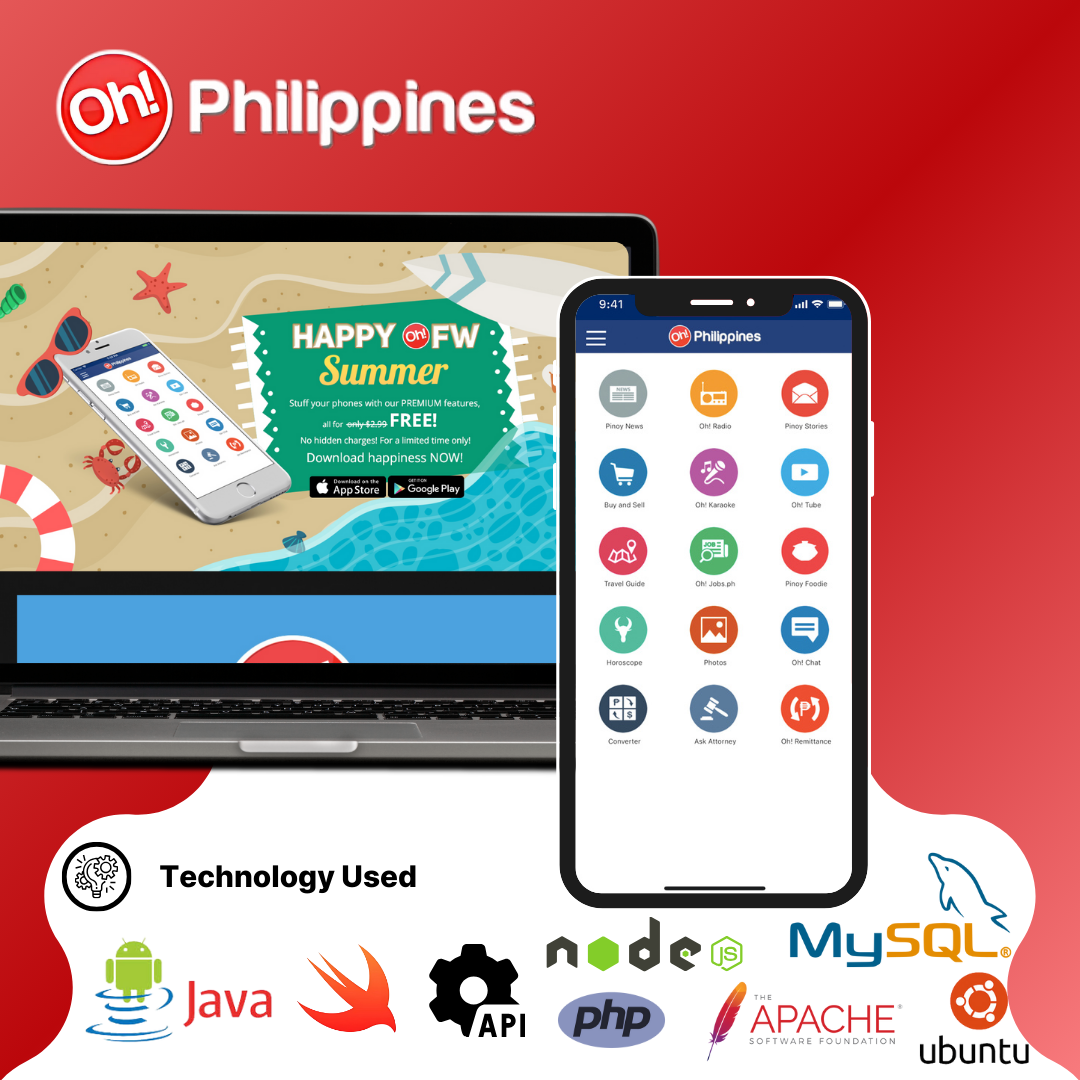 Oh! Philippines
HAPPY Oh! FW
Summer
Stuff your phones with our PREMIUM features,
all for only $2.99 FREE!
No hidden charges! For a limited time only!
Download happiness NOW!
Download on the
App Store
GET IT ON
Google Play
9:41
Oh! Philippines
NEWS
Pinoy News
Oh! Radio
Pinoy Stories
Buy and Sell
Oh! Karaoke
Oh! Tube
JOB
Travel Guide
Oh! Jobs.ph
Pinoy Foodie
Horoscope
Photos
Oh! Chat
P
$
P
Converter
Ask Attorney
Oh! Remittance
Technology Used
Java
API
node
JS
php
MySQL®
THE
APACHE®
SOFTWARE FOUNDATION
ubuntu